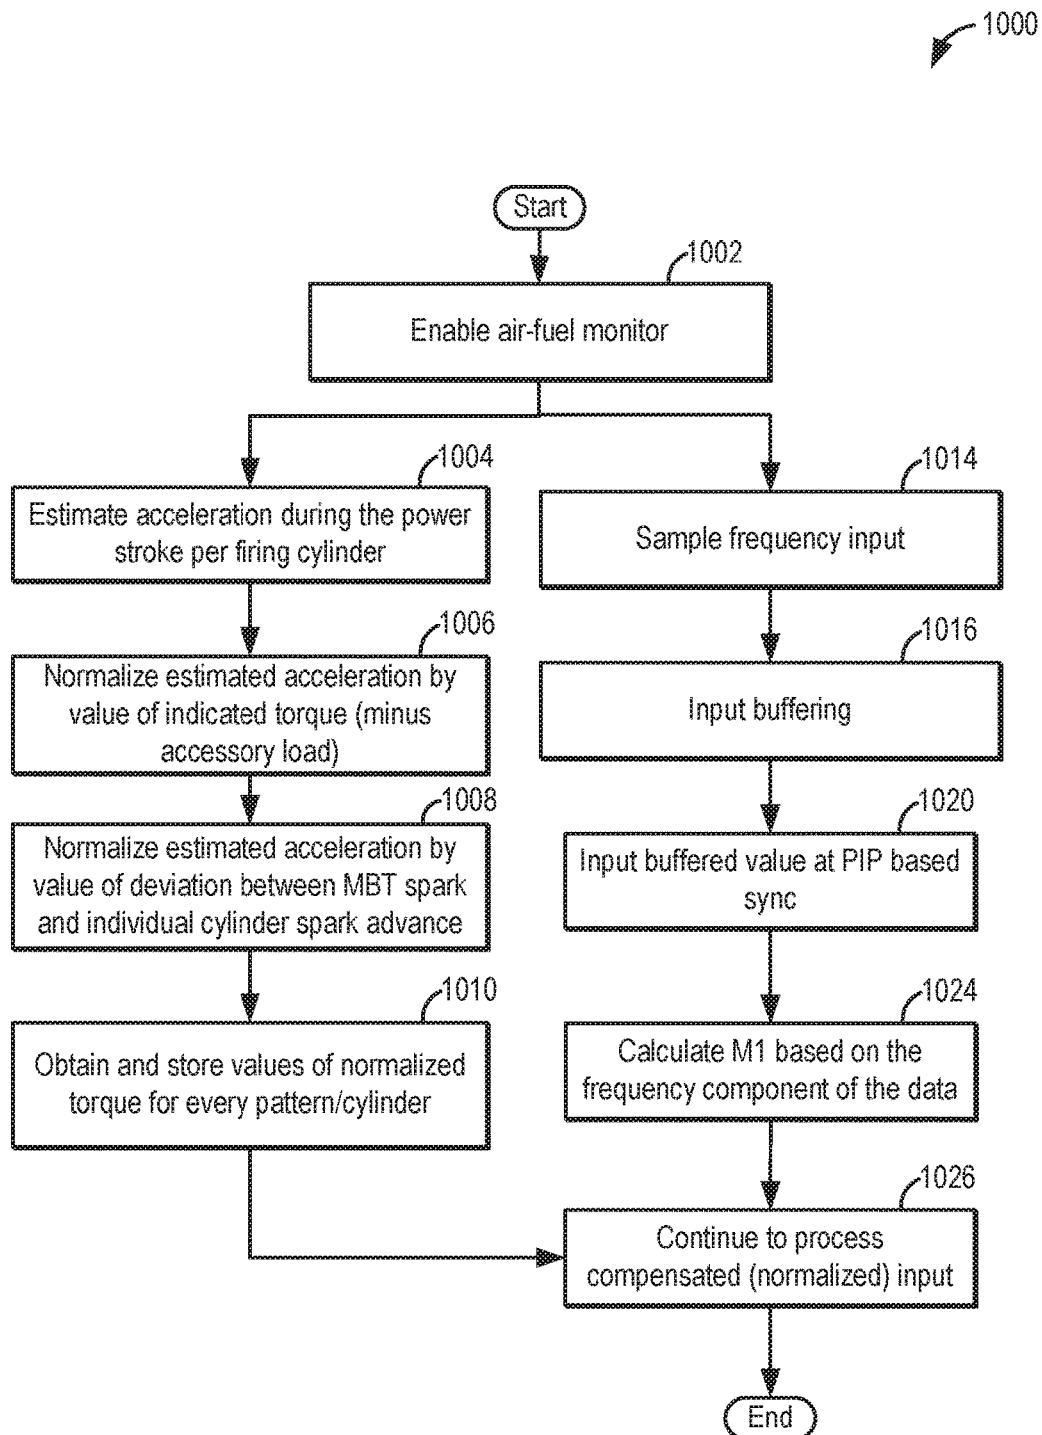 1000
Start
1002
Enable air-fuel monitor
1004
Estimate acceleration during the power
stroke per firing cylinder
1006
Normalize estimated acceleration by
value of indicated torque (minus
accessory load)
1008
Normalize estimated acceleration by
value of deviation between MBT spark
and individual cylinder spark advance
1010
Obtain and store values of normalized
torque for every pattern/cylinder
1014
Sample frequency input
1016
Input buffering
1020
Input buffered value at PIP based
sync
1024
Calculate M1 based on the
frequency component of the data
1026
Continue to process
compensated (normalized) input
End